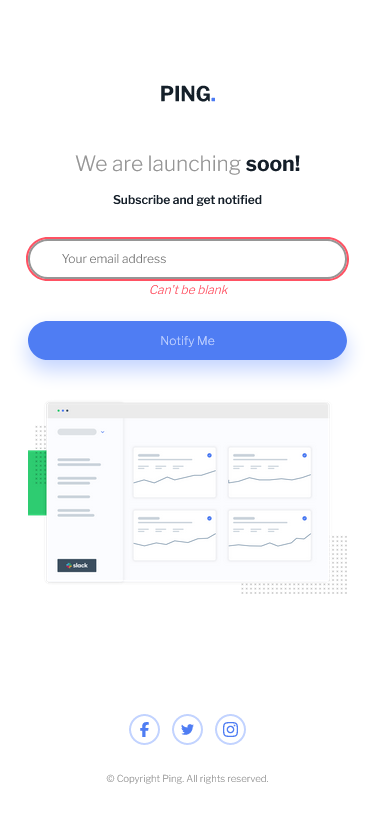 PING.
We are launching soon!
Subscribe and get notified
Your email address
Can't be blank
Notify Me
slack
© Copyright Ping. All rights reserved.